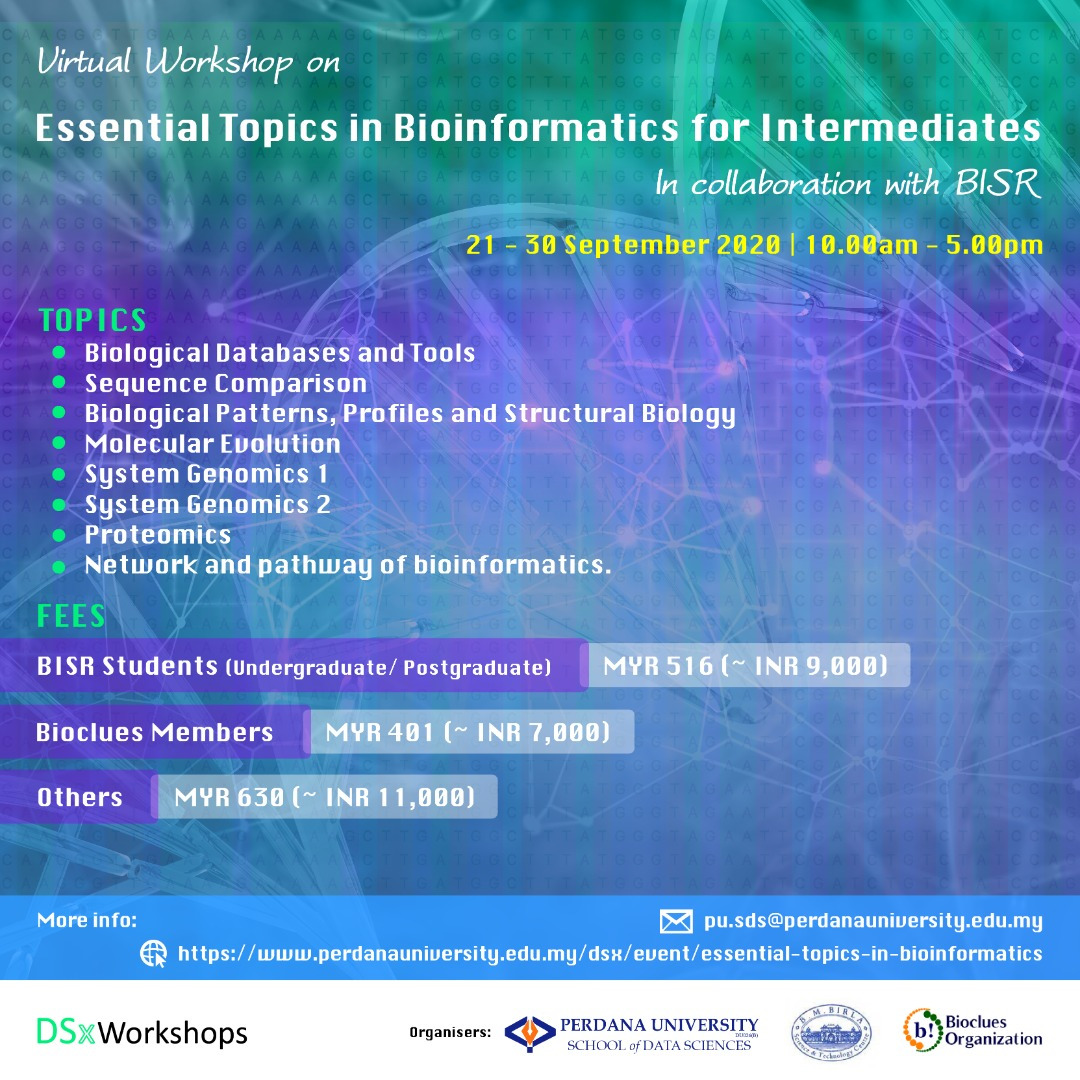 Virtual Workshop on
Essential Topics in Bioinformatics for Intermediates
In collaboration with BISR
21 - 30 September 2020 | 10.00am - 5.00pm
TOPICS
Biological Databases and Tools
Sequence Comparison
Biological Patterns, Profiles and Structural Biology
Molecular Evolution
System Genomics 1
System Genomics 2
Proteomics
Network and pathway of bioinformatics.
FEES
BISR Students (Undergraduate/ Postgraduate) MYR 516 (~ INR 9,000)
Bioclues Members MYR 401 (~ INR 7,000)
Others MYR 630 (~ INR 11,000)
More info: pu.sds@perdanauniversity.edu.my
https://www.perdanauniversity.edu.my/dsx/event/essential-topics-in-bioinformatics
DSxWorkshops
Organisers:
PERDANA UNIVERSITY
SCHOOL of DATA SCIENCES
B.M. BIRLA
Science & Technology Centre
b!
Bioclues
Organization